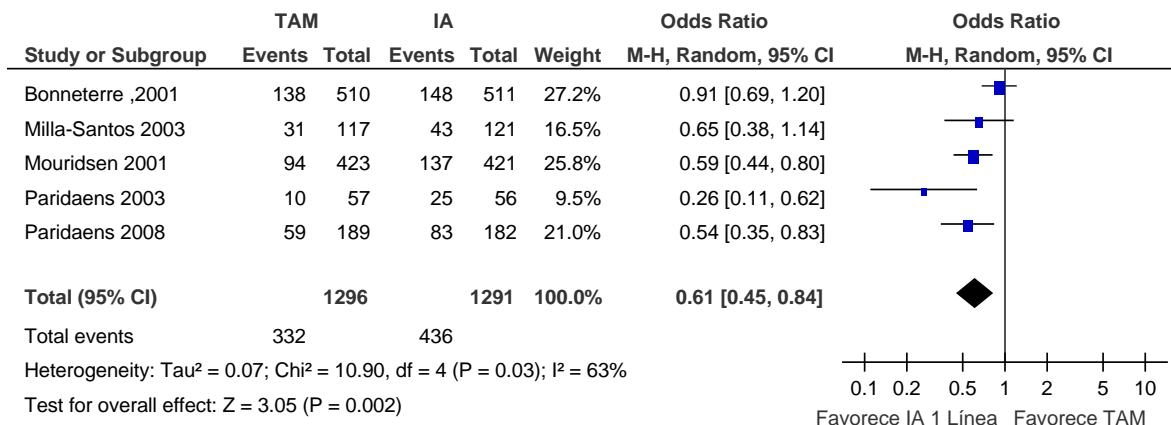 TAM IA Odds Ratio Odds Ratio
Study or Subgroup Events Total Events Total Weight M-H, Random, 95% CI M-H, Random, 95% CI
Bonneterre ,2001 138 510 148 511 27.2% 0.91 [0.69, 1.20]
Milla-Santos 2003 31 117 43 121 16.5% 0.65 [0.38, 1.14]
Mouridsen 2001 94 423 137 421 25.8% 0.59 [0.44, 0.80]
Paridaens 2003 10 57 25 56 9.5% 0.26 [0.11, 0.62]
Paridaens 2008 59 189 83 182 21.0% 0.54 [0.35, 0.83]
Total (95% CI) 1296 1291 100.0% 0.61 [0.45, 0.84]
Total events 332 436
Heterogeneity: Tau² = 0.07; Chi² = 10.90, df = 4 (P = 0.03); I² = 63%
Test for overall effect: Z = 3.05 (P = 0.002)
0.1 0.2 0.5 1 2 5 10
Favorece IA 1 Línea Favorece TAM